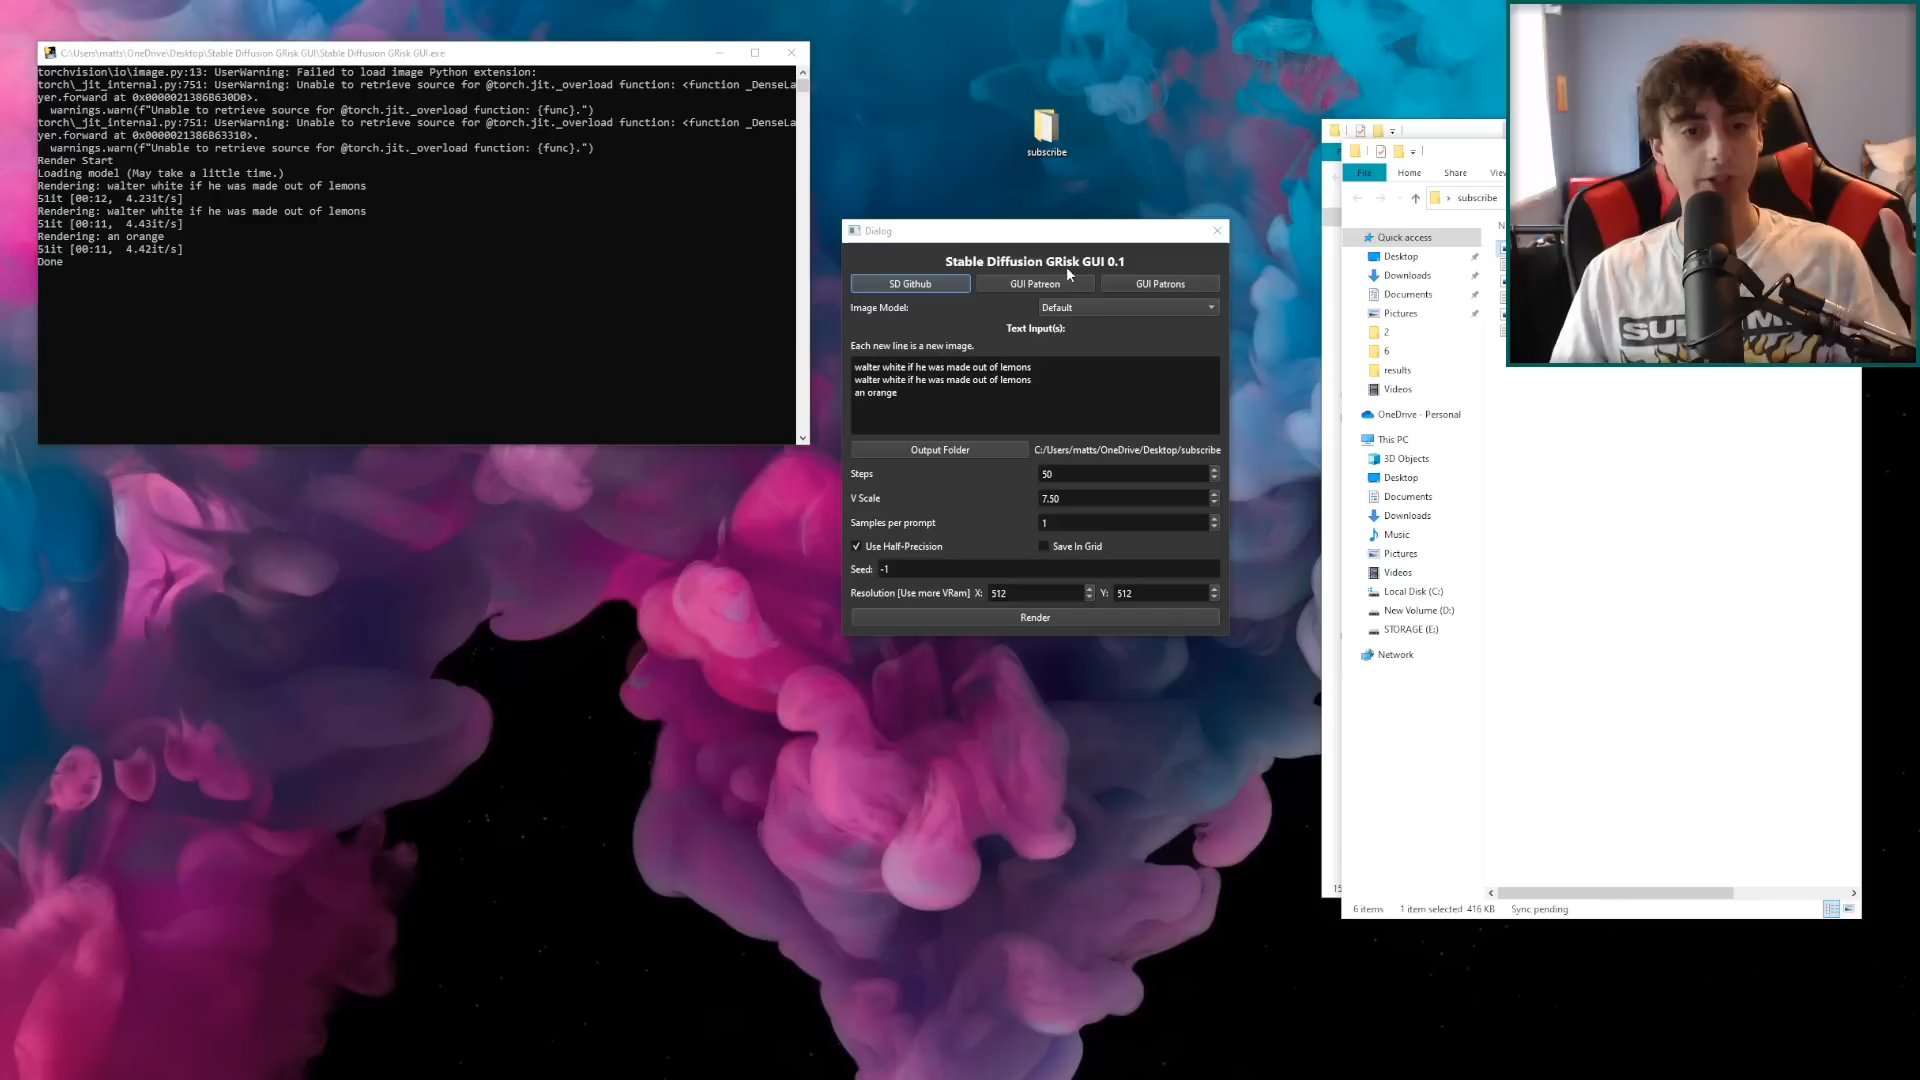 C:\Users\matts\OneDrive\Desktop\Stable Diffusion GRisk GUI\Stable Diffusion GRisk GUI.exe
torchvision\io\image.py:13: UserWarning: Failed to load image Python extension:
torch\_jit_internal.py:751: UserWarning: Unable to retrieve source for @torch.jit._overload function: <function _DenseLa
yer.forward at 0x0000021386B630D0>.
warnings.warn(f"Unable to retrieve source for @torch.jit._overload function: {func}.")
torch\_jit_internal.py:751: UserWarning: Unable to retrieve source for @torch.jit._overload function: <function _DenseLa
yer.forward at 0x0000021386B63310>.
warnings.warn(f"Unable to retrieve source for @torch.jit._overload function: {func}.")
Render Start
Loading model (May take a little time.)
Rendering: walter white if he was made out of lemons
51it [00:12, 4.23it/s]
Rendering: walter white if he was made out of lemons
51it [00:11, 4.43it/s]
Rendering: an orange
51it [00:11, 4.42it/s]
Done
subscribe
Dialog
Stable Diffusion GRisk GUI 0.1
SD Github GUI Patreon GUI Patrons
Image Model: Default
Text Input(s):
Each new line is a new image.
walter white if he was made out of lemons
walter white if he was made out of lemons
an orange
Output Folder C:/Users/matts/OneDrive/Desktop/subscribe
Steps 50
V Scale 7.50
Samples per prompt 1
Use Half-Precision Save In Grid
Seed: -1
Resolution [Use more VRam] X: 512 Y: 512
Render
File Home Share
subscribe
Quick access
Desktop
Downloads
Documents
Pictures
2
6
results
Videos
OneDrive - Personal
This PC
3D Objects
Desktop
Documents
Downloads
Music
Pictures
Videos
Local Disk (C:)
New Volume (D:)
STORAGE (E:)
Network
6 items 1 item selected 416 KB Sync pending